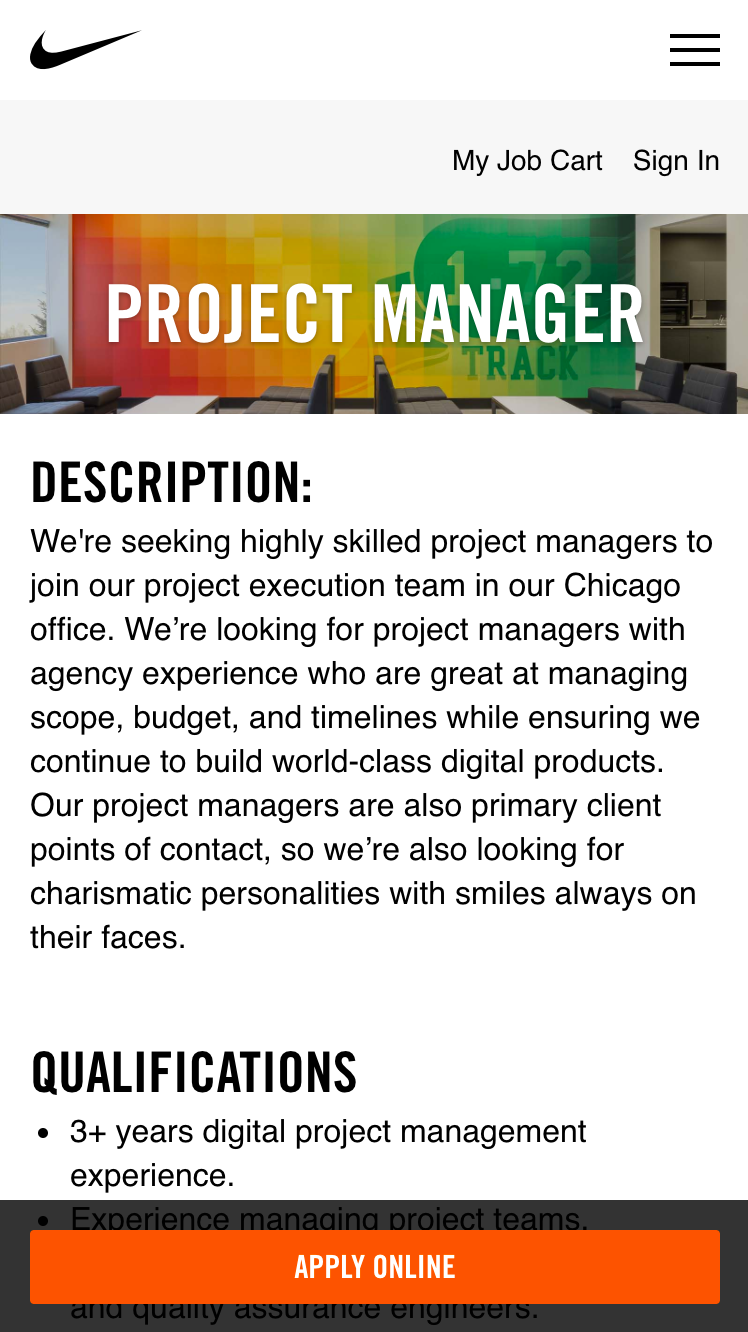 My Job Cart Sign In
1-72
PROJECT MANAGER
TRACK
DESCRIPTION:
We're seeking highly skilled project managers to
join our project execution team in our Chicago
office. We’re looking for project managers with
agency experience who are great at managing
scope, budget, and timelines while ensuring we
continue to build world-class digital products.
Our project managers are also primary client
points of contact, so we’re also looking for
charismatic personalities with smiles always on
their faces.
QUALIFICATIONS
• 3+ years digital project management
experience.
• Experience managing project teams,
APPLY ONLINE
and quality assurance engineers.